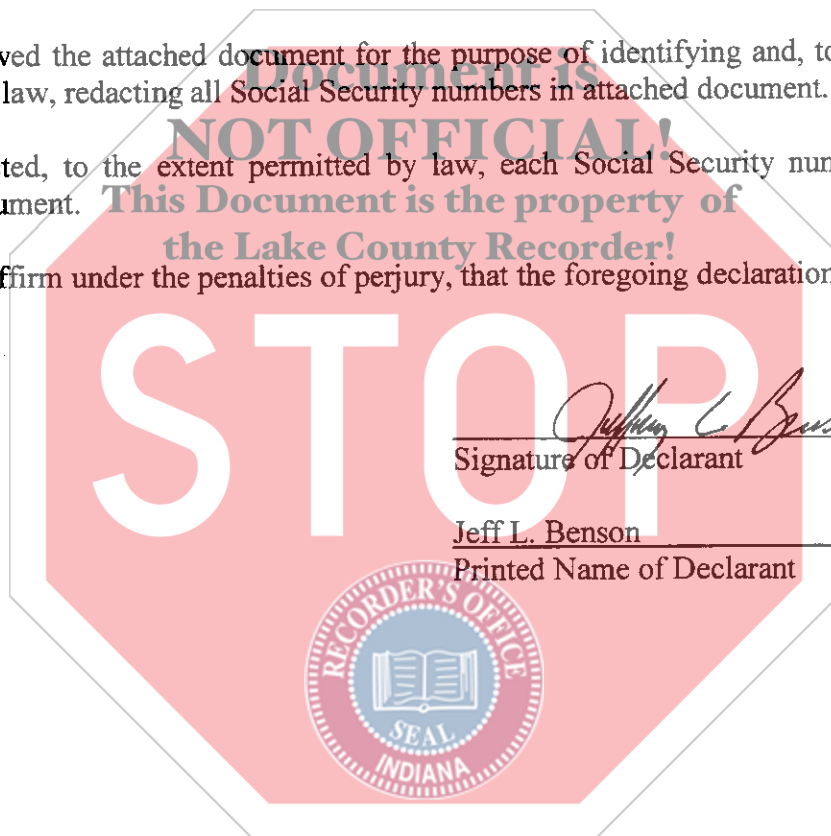 ved the attached document for the purpose of identifying and, to
Document is
law, redacting all Social Security numbers in attached document.
NOT OFFICIAL!
ted, to the extent permitted by law, each Social Security num
ument.
This Document is the property of
the Lake County Recorder!
ffirm under the penalties of perjury, that the foregoing declaration
STOP
Jeffrey L Bens
Signature of Declarant
Jeff L. Benson
Printed Name of Declarant
RECORDER'S OFFICE
SEAL
INDIANA